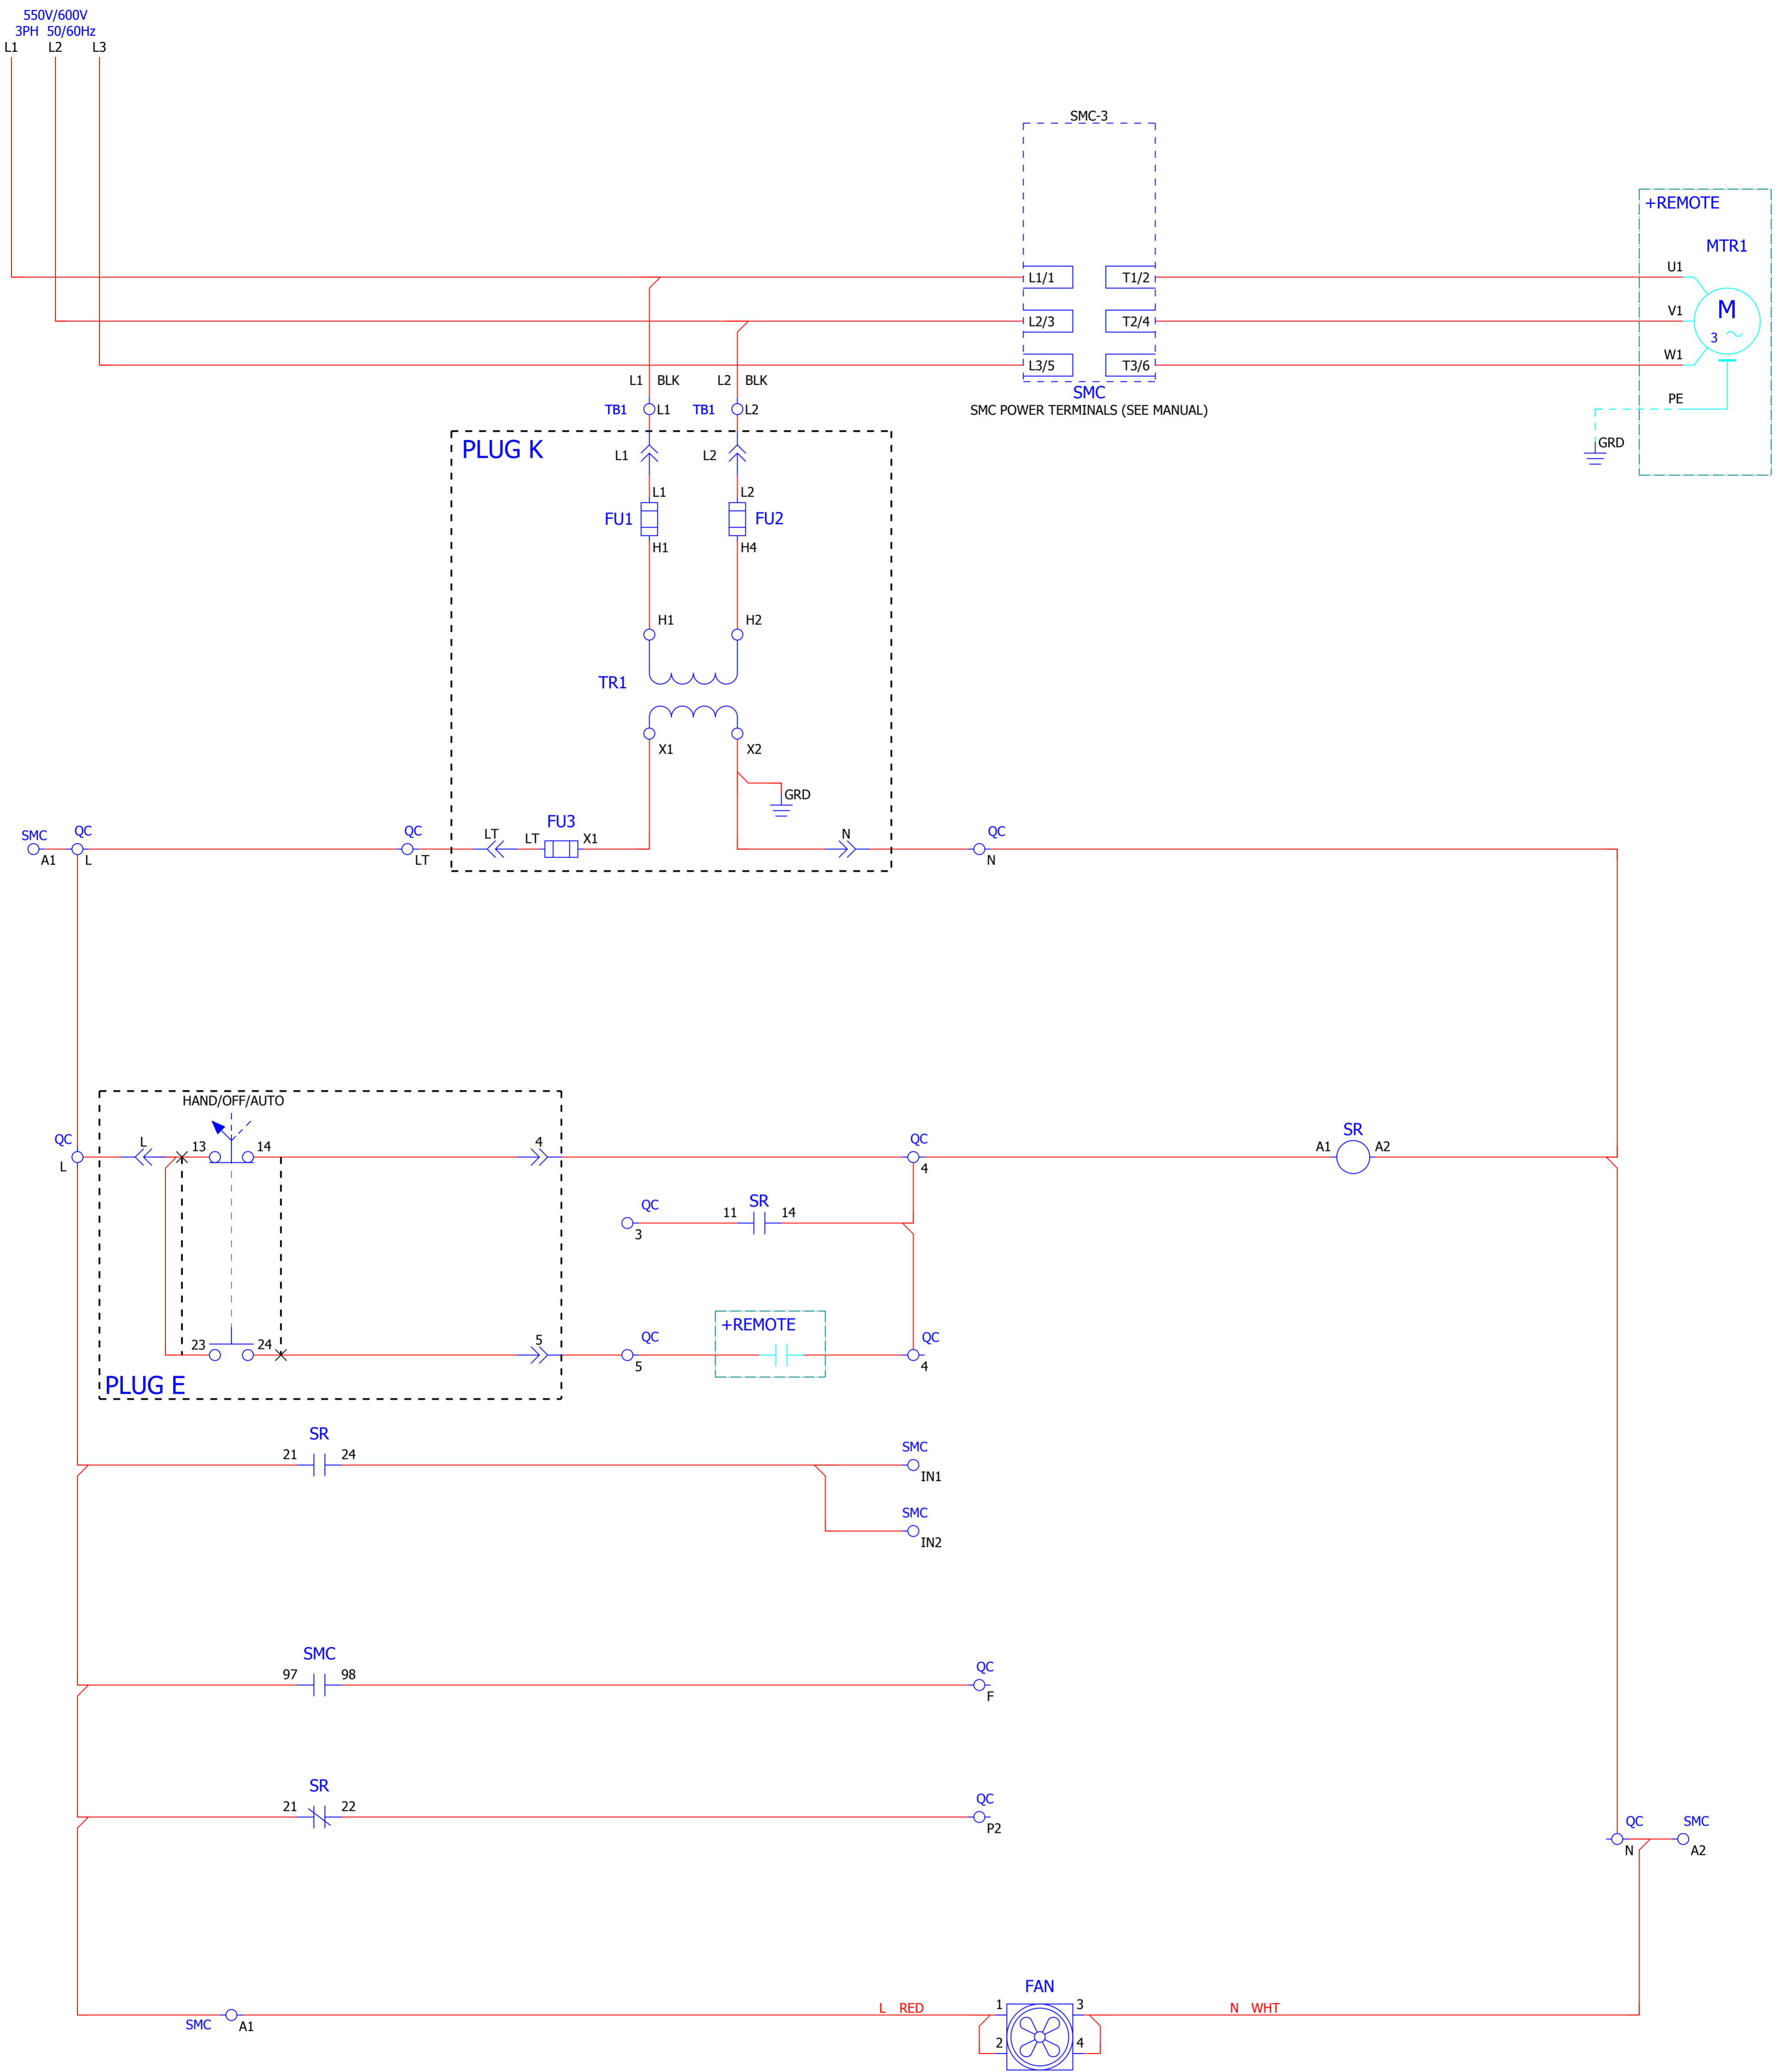 550V/600V
3PH 50/60Hz
L1 L2 L3
SMC-3
+REMOTE
MTR1
L1/1 T1/2 U1
L2/3 T2/4 V1
M
3
L3/5 T3/6 W1
L1 BLK L2 BLK
SMC
PE
TB1 L1 TB1 L2
SMC POWER TERMINALS (SEE MANUAL)
GRD
PLUG K
L1 L2
L1 L2
FU1 FU2
H1 H4
H1 H2
TR1
X1 X2
GRD
SMC QC QC LT LT FU3 X1 N QC
A1 L LT N
HAND/OFF/AUTO
QC L 13 14 4 QC A1 SR A2
L 4
QC 11 SR 14
3
+REMOTE
23 24 5 QC QC
5 4
PLUG E
SR
21 24 SMC
IN1
SMC
IN2
SMC
97 98 QC
F
SR
21 22 QC
P2
QC SMC
N A2
FAN
L RED 1 3 N WHT
SMC A1
2 4